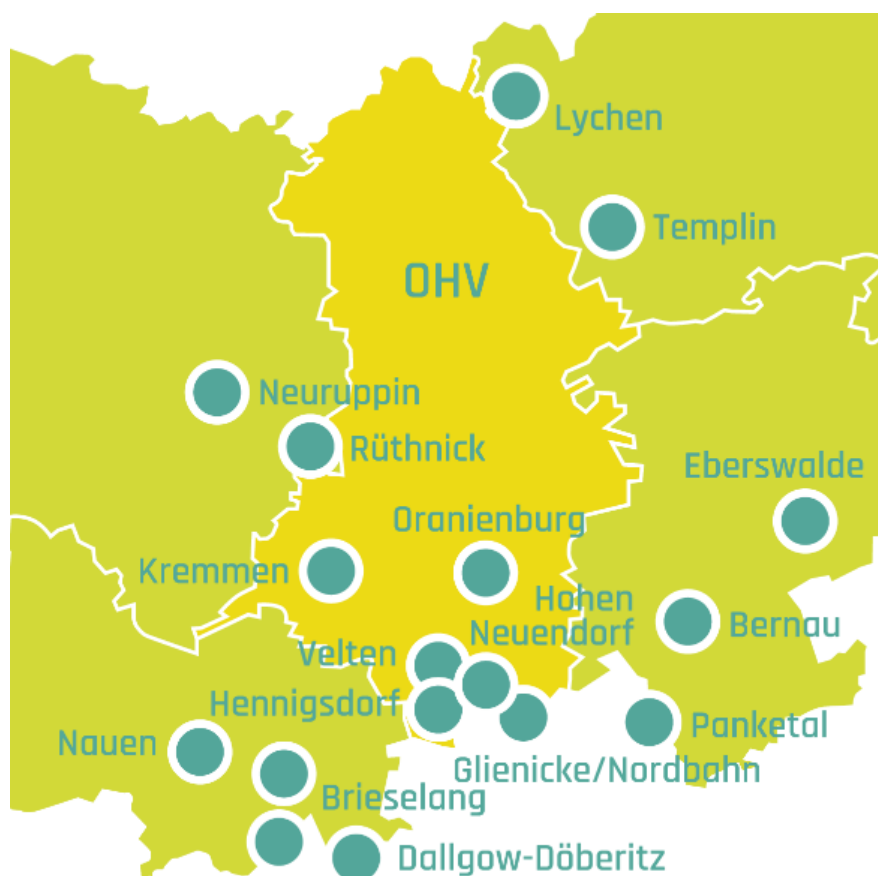 Lychen
Templin
OHV
Neuruppin
Rüthnick
Eberswalde
Oranienburg
Kremmen
Hohen
Neuendorf
Bernau
Velten
Hennigsdorf
Panketal
Nauen
Glienicke/Nordbahn
Brieselang
Dallgow-Döberitz